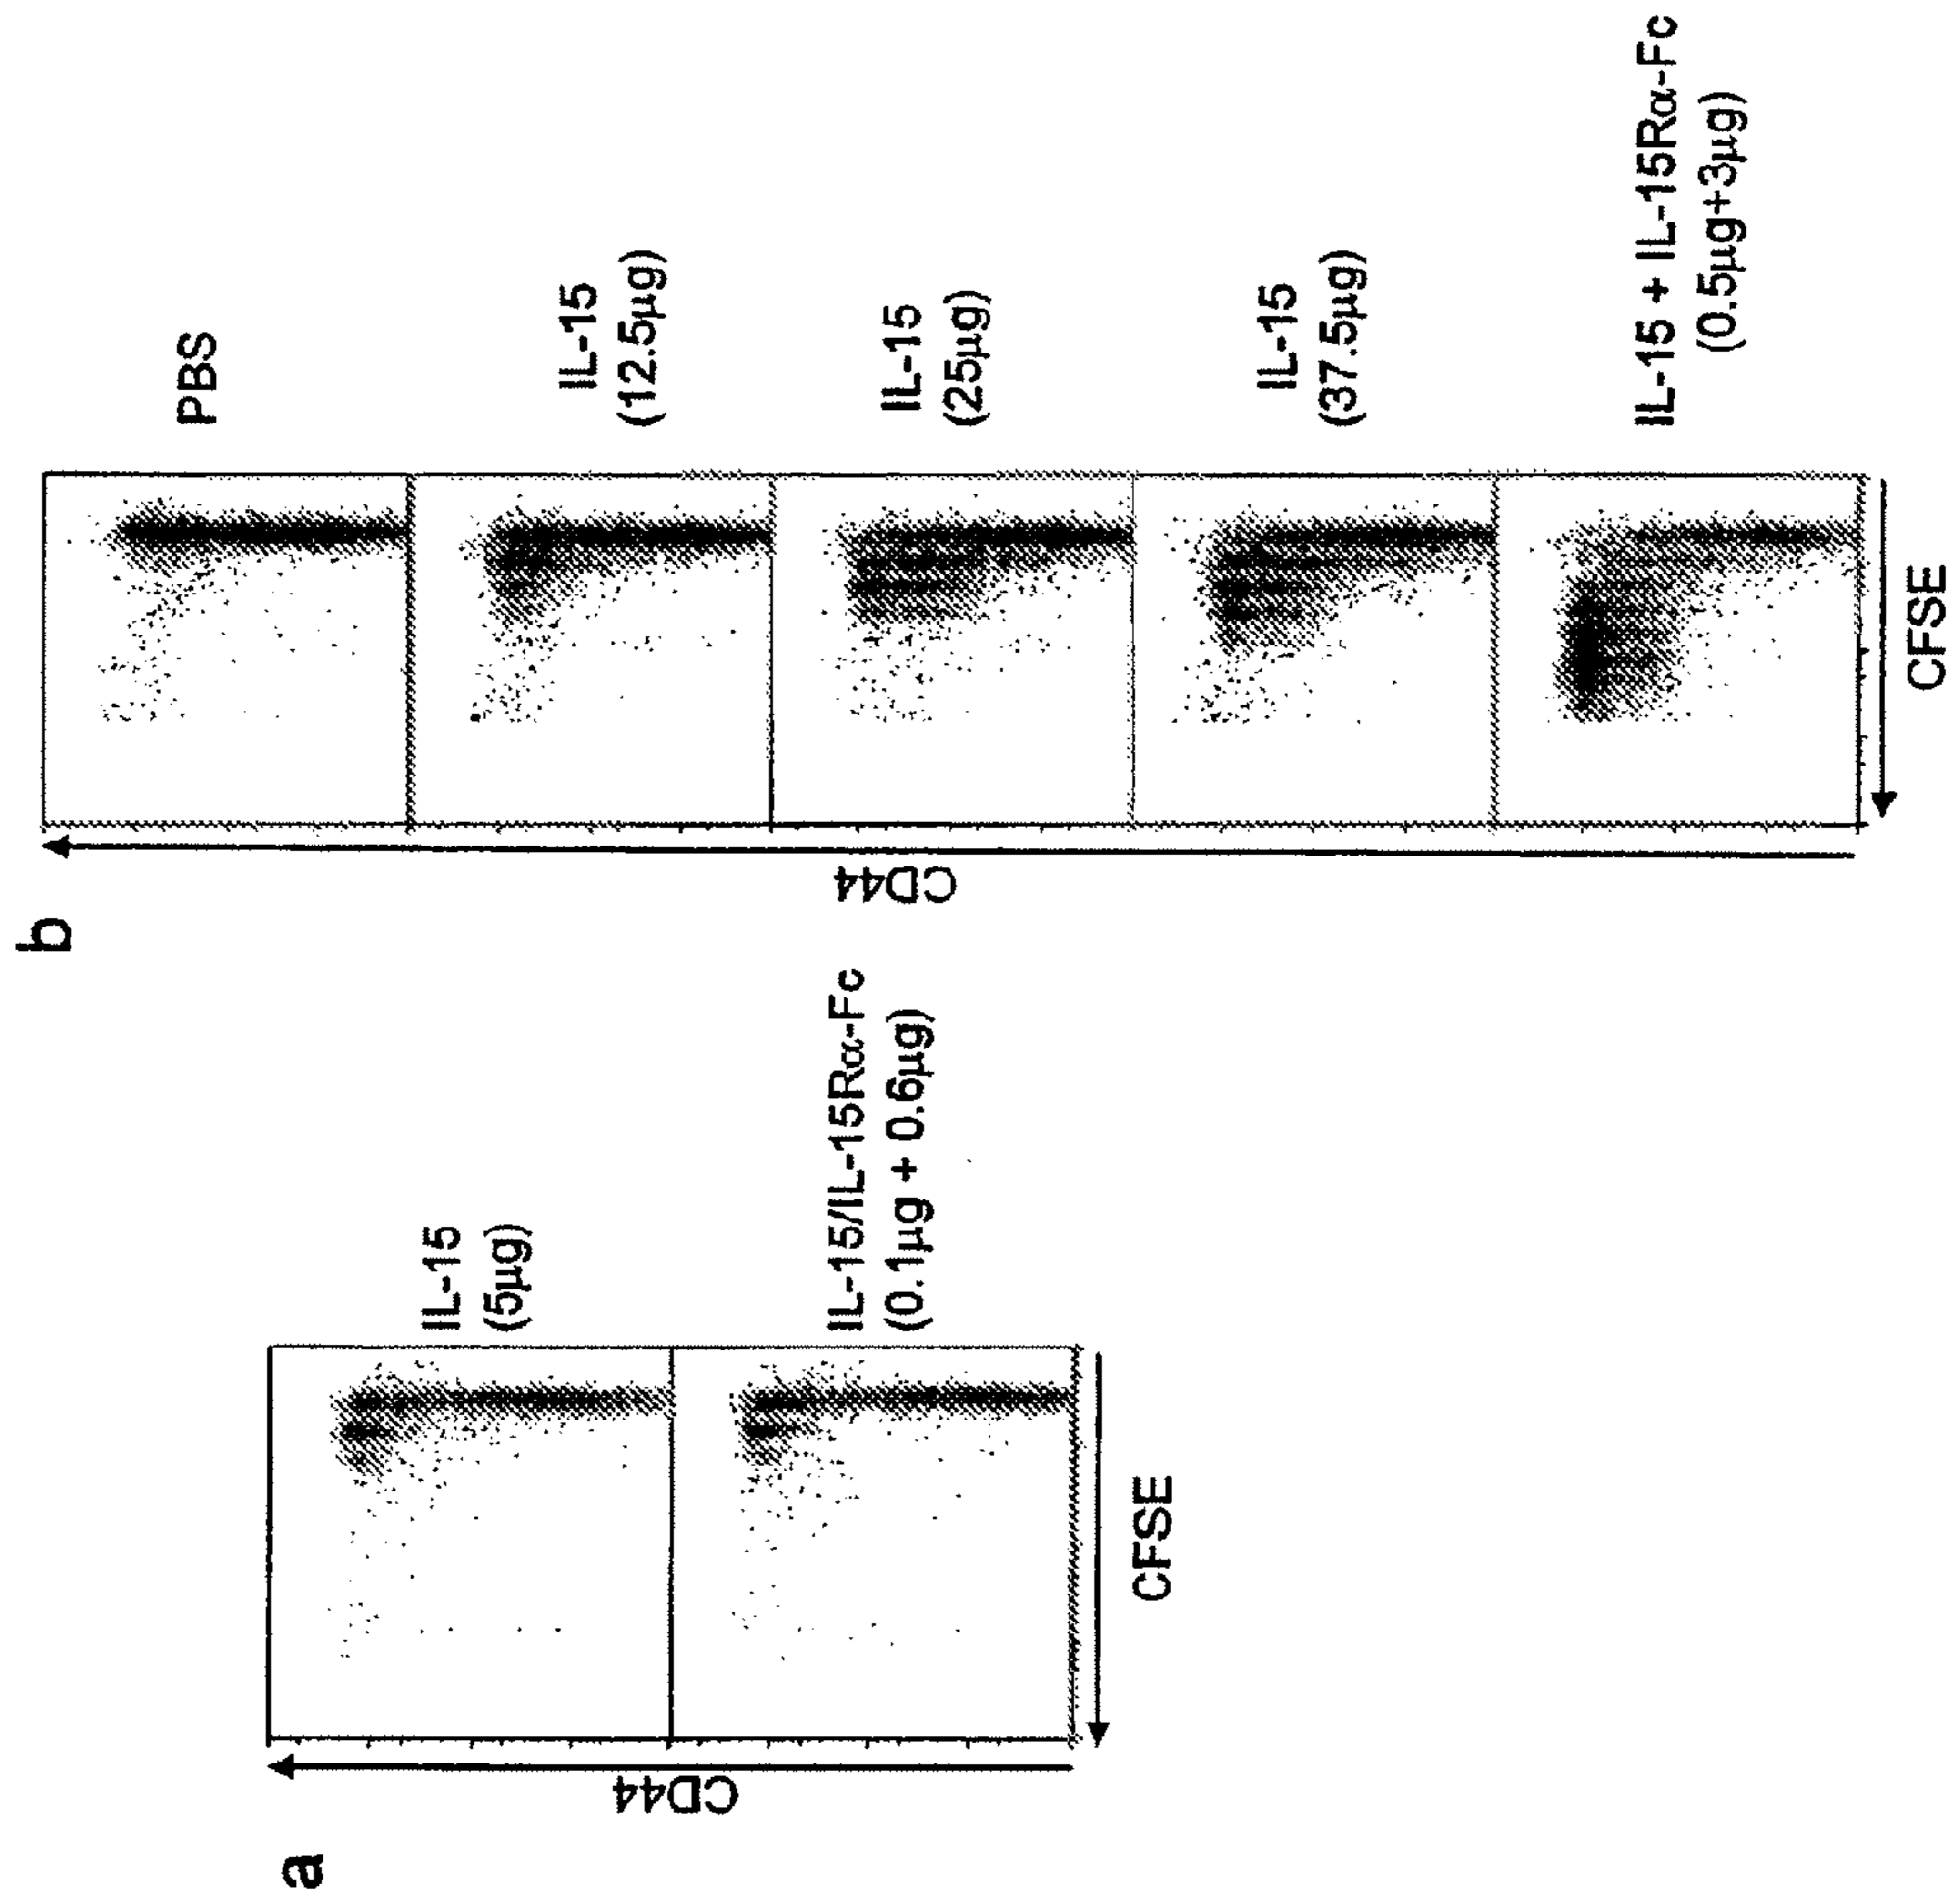 a
IL-15
(5µg)
IL-15/IL-15Rα-Fc
(0.1µg + 0.6µg)
CD44
CFSE
b
PBS
IL-15
(12.5µg)
IL-15
(25µg)
IL-15
(37.5µg)
IL-15 + IL-15Rα-Fc
(0.5µg+3µg)
CD44
CFSE